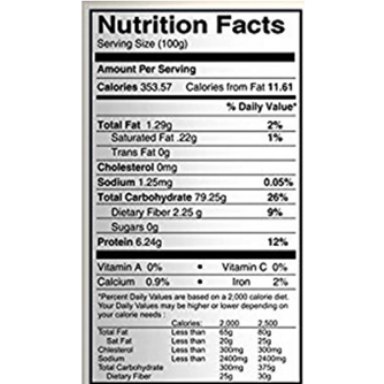 Nutrition Facts
Serving Size (100g)
Amount Per Serving
Calories 353.57 Calories from Fat 11.61
% Daily Value*
Total Fat 1.29g 2%
Saturated Fat .22g 1%
Trans Fat 0g
Cholesterol 0mg
Sodium 1.25mg 0.05%
Total Carbohydrate 79.25g 26%
Dietary Fiber 2.25 g 9%
Sugars 0g
Protein 6.24g 12%
Vitamin A 0% ▪ Vitamin C 0%
Calcium 0.9% ▪ Iron 2%
*Percent Daily Values are based on a 2,000 calorie diet.
Your Daily Values may be higher or lower depending on
your calorie needs :
Calories: 2,000 2,500
Total Fat Less than 65g 80g
Sat Fat Less than 20g 25g
Less than 300mg 300mg
Sodium Less than 2400mg 2400mg
Total Carbohydrate 300mg 375g
Dietary Fiber 25g 30g